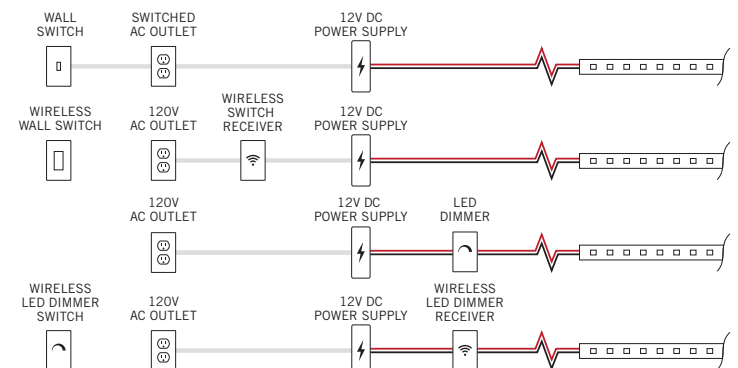 WALL
SWITCH
SWITCHED
AC OUTLET
12V DC
POWER SUPPLY
WIRELESS
WALL SWITCH
120V
AC OUTLET
WIRELESS
SWITCH
RECEIVER
12V DC
POWER SUPPLY
120V
AC OUTLET
12V DC
POWER SUPPLY
LED
DIMMER
WIRELESS
LED DIMMER
SWITCH
120V
AC OUTLET
12V DC
POWER SUPPLY
WIRELESS
LED DIMMER
RECEIVER